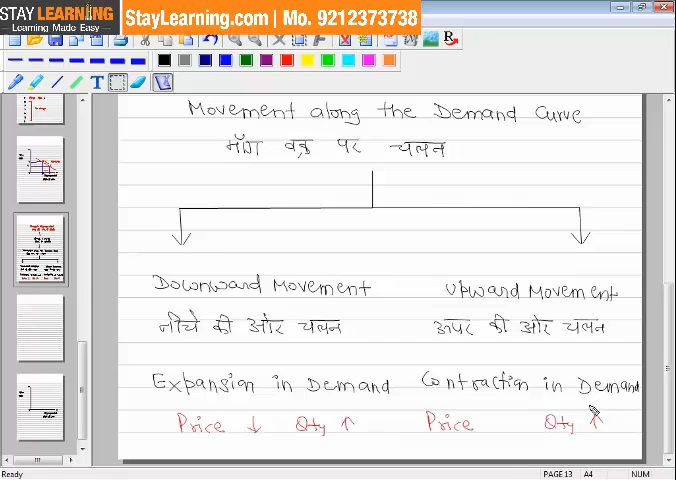 STAY LEARNING
Learning Made Easy
StayLearning.com | Mo. 9212373738
Movement along the Demand Curve
माँग वक्र पर चलन
Downward Movement
Upward Movement
नीचे की ओर चलन
ऊपर की ओर चलन
Expansion in Demand
Contraction in Demand
Price ↓ Qty ↑
Price Qty ↑
Ready
PAGE 13 A4
NUM